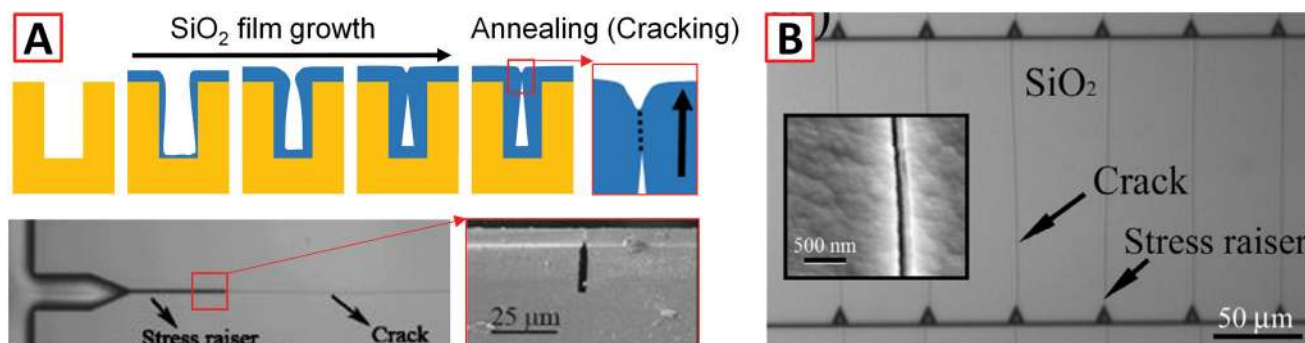 A
SiO₂ film growth
Annealing (Cracking)
Stress raiser
Crack
25 μm
B
)
SiO₂
Crack
Stress raiser
500 nm
50 μm